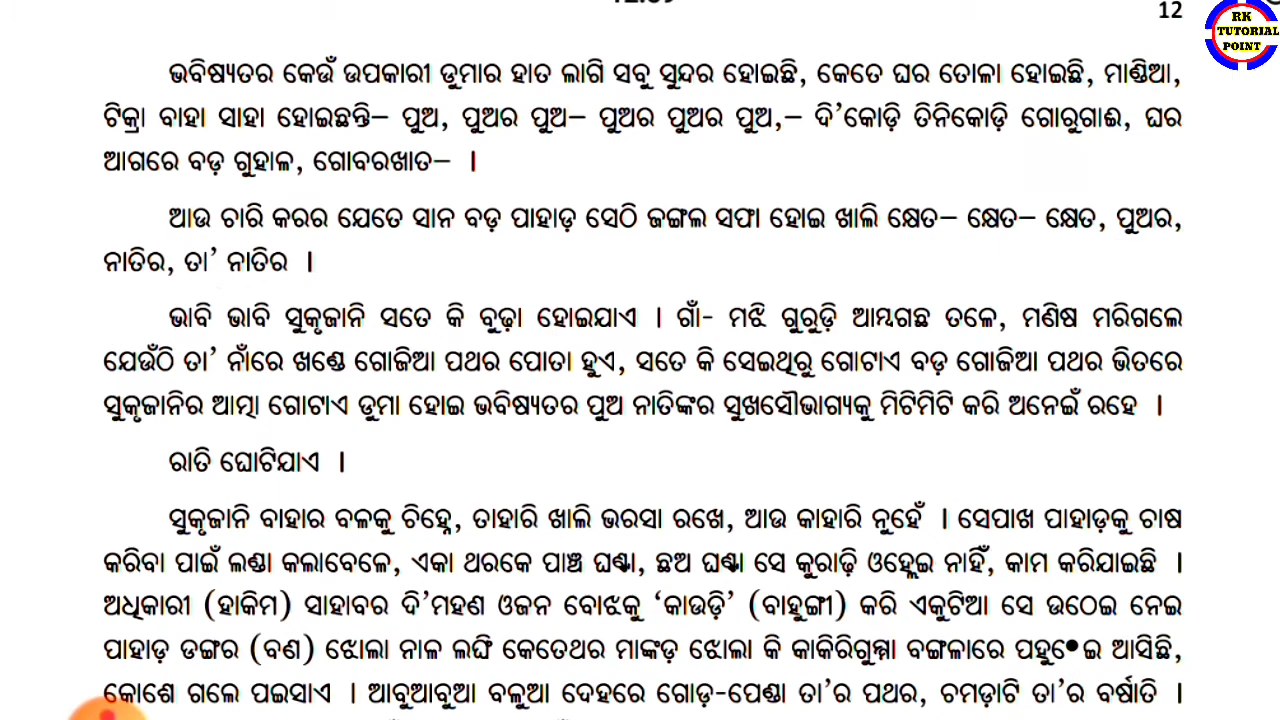 12
RK
TUTORIAL
POINT
ଭବିଷ୍ୟତର କେଉଁ ଉପକାରୀ ଡୁମାର ହାତ ଲାଗି ସବୁ ସୁନ୍ଦର ହୋଇଛି, କେତେ ଘର ତୋଳା ହୋଇଛି, ମାଣ୍ଡିଆ,
ଟିକ୍ରା ବାହା ସାହା ହୋଇଛନ୍ତି– ପୁଅ, ପୁଅର ପୁଅ– ପୁଅର ପୁଅର ପୁଅ,– ଦି’କୋଡ଼ି ତିନିକୋଡ଼ି ଗୋରୁଗାଈ, ଘର
ଆଗରେ ବଡ଼ ଗୁହାଳ, ଗୋବରଖାତ– ।
ଆଉ ଚାରି କରର ଯେତେ ସାନ ବଡ଼ ପାହାଡ଼ ସେଠି ଜଙ୍ଗଲ ସଫା ହୋଇ ଖାଲି କ୍ଷେତ– କ୍ଷେତ– କ୍ଷେତ, ପୁଅର,
ନାତିର, ତା’ ନାତିର ।
ଭାବି ଭାବି ସୁକୃଜାନି ସତେ କି ବୁଢ଼ା ହୋଇଯାଏ । ଗାଁ- ମଝି ଗୁରୁଡ଼ି ଆମ୍ବଗଛ ତଳେ, ମଣିଷ ମରିଗଲେ
ଯେଉଁଠି ତା’ ନାଁରେ ଖଣ୍ଡେ ଗୋଜିଆ ପଥର ପୋତା ହୁଏ, ସତେ କି ସେଇଥିରୁ ଗୋଟାଏ ବଡ଼ ଗୋଜିଆ ପଥର ଭିତରେ
ସୁକୃଜାନିର ଆତ୍ମା ଗୋଟାଏ ଡୁମା ହୋଇ ଭବିଷ୍ୟତର ପୁଅ ନାତିଙ୍କର ସୁଖସୌଭାଗ୍ୟକୁ ମିଟିମିଟି କରି ଅନେଇଁ ରହେ ।
ରାତି ଘୋଟିଯାଏ ।
ସୁକୃଜାନି ବାହାର ବଳକୁ ଚିହ୍ନେ, ତାହାରି ଖାଲି ଭରସା ରଖେ, ଆଉ କାହାରି ନୁହେଁ । ସେପାଖ ପାହାଡ଼କୁ ଚାଷ
କରିବା ପାଇଁ ଲଣ୍ଡା କଲାବେଳେ, ଏକା ଥରକେ ପାଞ୍ଚ ଘଣ୍ଟା, ଛଅ ଘଣ୍ଟା ସେ କୁରାଢ଼ି ଓହ୍ଲେଇ ନାହିଁ, କାମ କରିଯାଇଛି ।
ଅଧିକାରୀ (ହାକିମ) ସାହାବର ଦି’ମହଣ ଓଜନ ବୋଝକୁ ‘କାଉଡ଼ି’ (ବାହୁଙ୍ଗୀ) କରି ଏକୁଟିଆ ସେ ଉଠେଇ ନେଇ
ପାହାଡ଼ ଡଙ୍ଗର (ବଣ) ଝୋଲା ନାଳ ଲଙ୍ଘି କେତେଥର ମାଙ୍କଡ଼ ଝୋଲା କି କାକିରିଗୁମ୍ମା ବଙ୍ଗଳାରେ ପହୁ●ଇ ଆସିଛି,
କୋଶେ ଗଲେ ପଇସାଏ । ଆବୁଆବୁଆ ବଳୁଆ ଦେହରେ ଗୋଡ଼-ପେଣ୍ଡା ତା’ର ପଥର, ଚମଡ଼ାଟି ତା’ର ବର୍ଷାତି ।